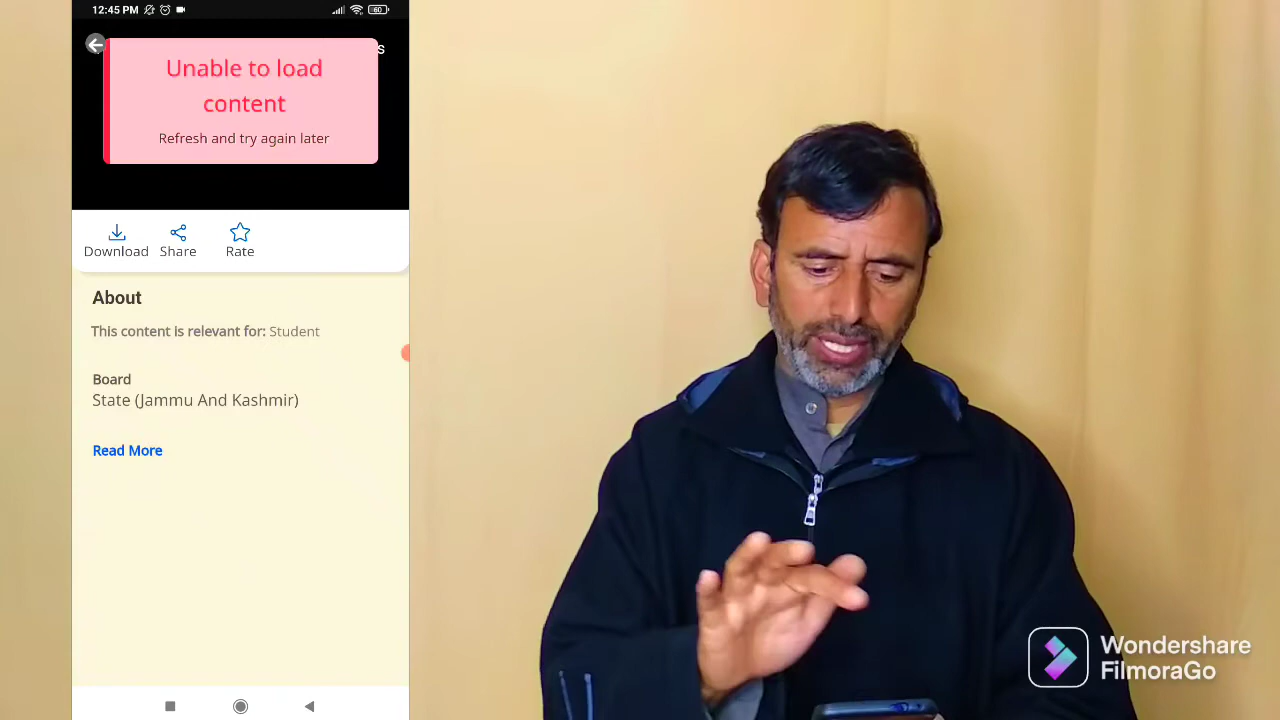 12:45 PM
60
s
Unable to load
content
Refresh and try again later
Download Share Rate
About
This content is relevant for: Student
Board
State (Jammu And Kashmir)
Read More
Wondershare
FilmoraGo